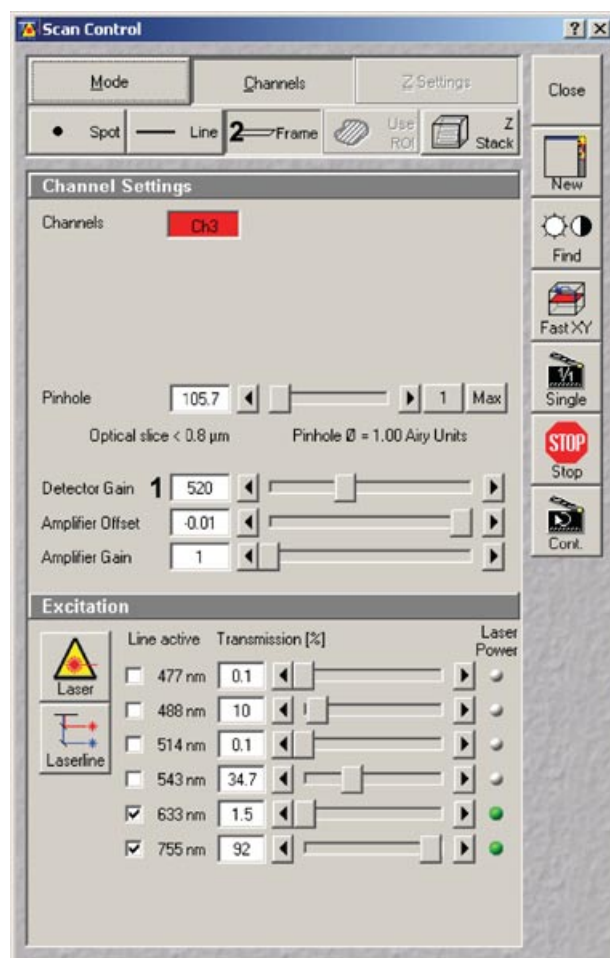 Scan Control
Mode Channels Z Settings Close
Spot Line 2 Frame Use ROI Z Stack
New
Channel Settings
Channels Ch3
Find
Fast XY
Pinhole 105.7 1 Max
1/1
Single
Optical slice < 0.8 µm Pinhole Ø = 1.00 Airy Units
STOP
Stop
Detector Gain 1 520
Amplifier Offset -0.01
Cont.
Amplifier Gain 1
Excitation
Line active Transmission [%] Laser Power
Laser
477 nm 0.1
488 nm 10
Laserline
514 nm 0.1
543 nm 34.7
633 nm 1.5
755 nm 92